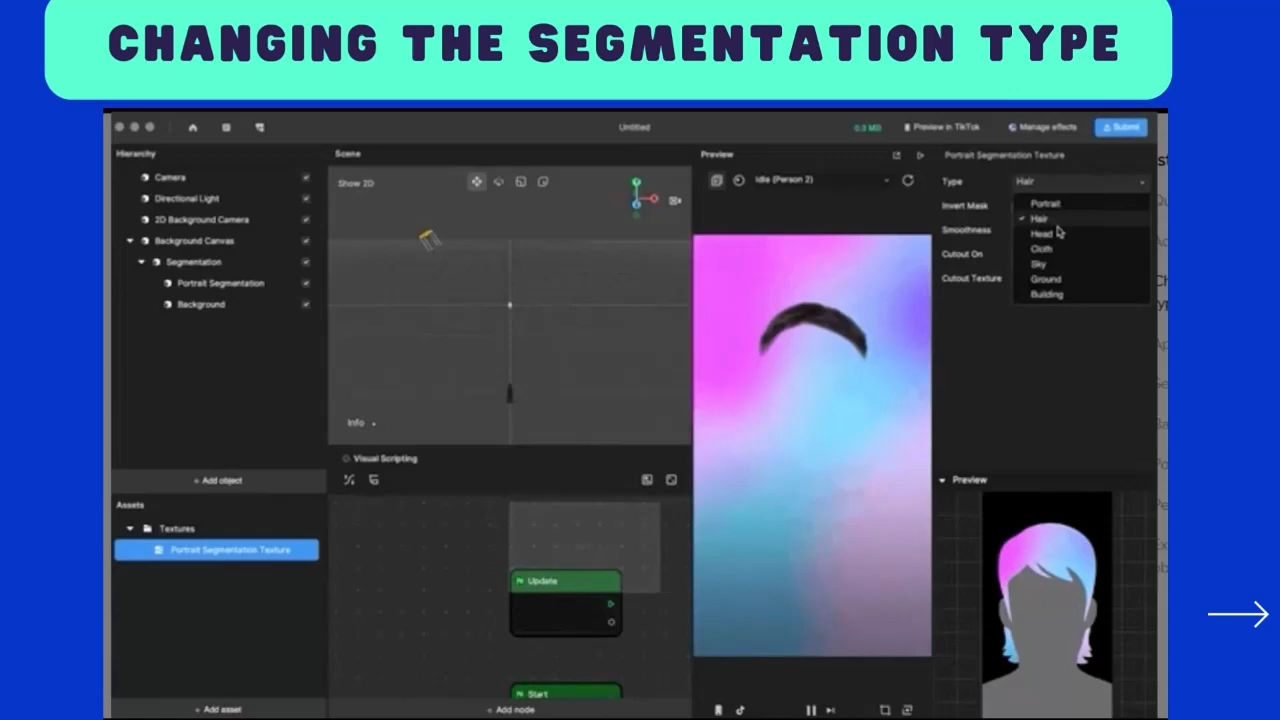 CHANGING THE SEGMENTATION TYPE
Untitled
0.3 MB
Preview in TikTok
Manage effects
Submit
Hierarchy
Camera
Directional Light
2D Background Camera
Background Canvas
Segmentation
Portrait Segmentation
Background
+ Add object
Assets
Textures
Portrait Segmentation Texture
+ Add asset
Scene
Show 2D
Info
Visual Scripting
Update
Start
+ Add node
Preview
Idle (Person 2)
Portrait Segmentation Texture
Type
Hair
Invert Mask
Smoothness
Cutout On
Cutout Texture
Portrait
Hair
Head
Cloth
Sky
Ground
Building
Preview